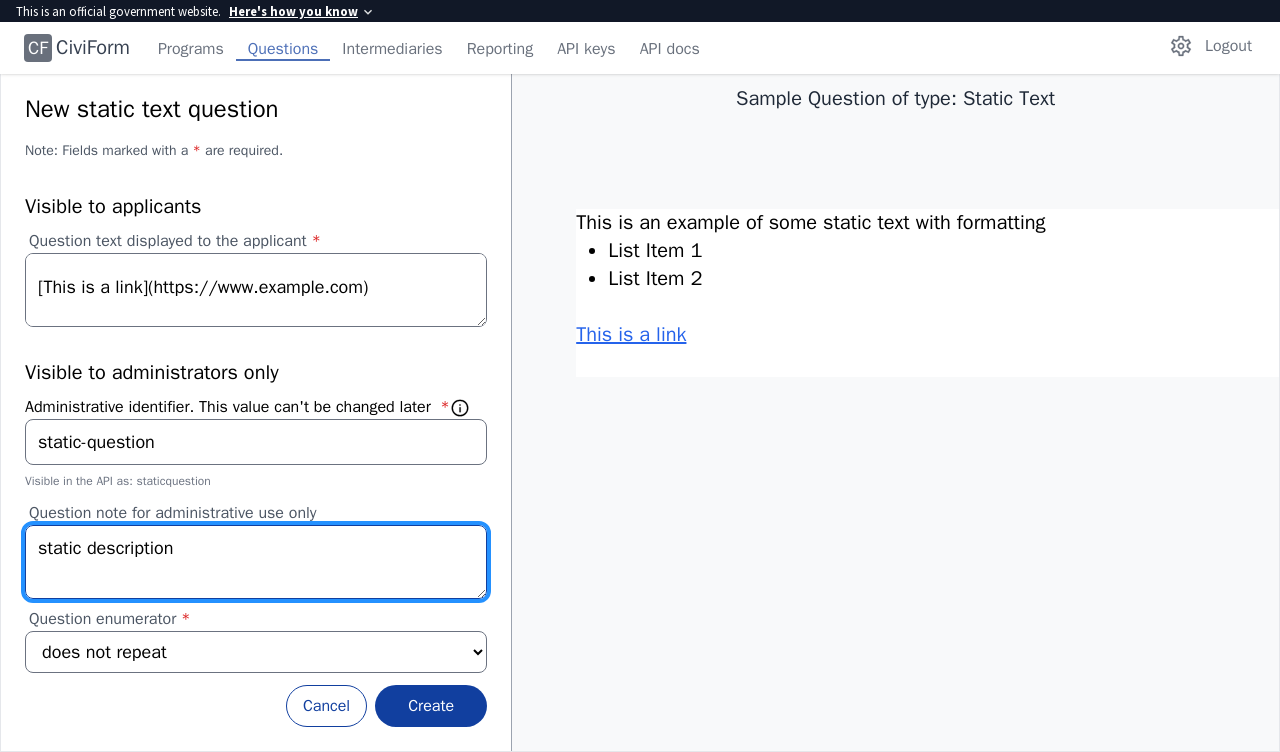 This is an official government website. Here's how you know
CF CiviForm Programs Questions Intermediaries Reporting API keys API docs Logout
New static text question
Note: Fields marked with a * are required.
Visible to applicants
Question text displayed to the applicant *
[This is a link](https://www.example.com)
Visible to administrators only
Administrative identifier. This value can't be changed later *
static-question
Visible in the API as: staticquestion
Question note for administrative use only
static description
Question enumerator *
does not repeat
Cancel Create
Sample Question of type: Static Text
This is an example of some static text with formatting
• List Item 1
• List Item 2
This is a link